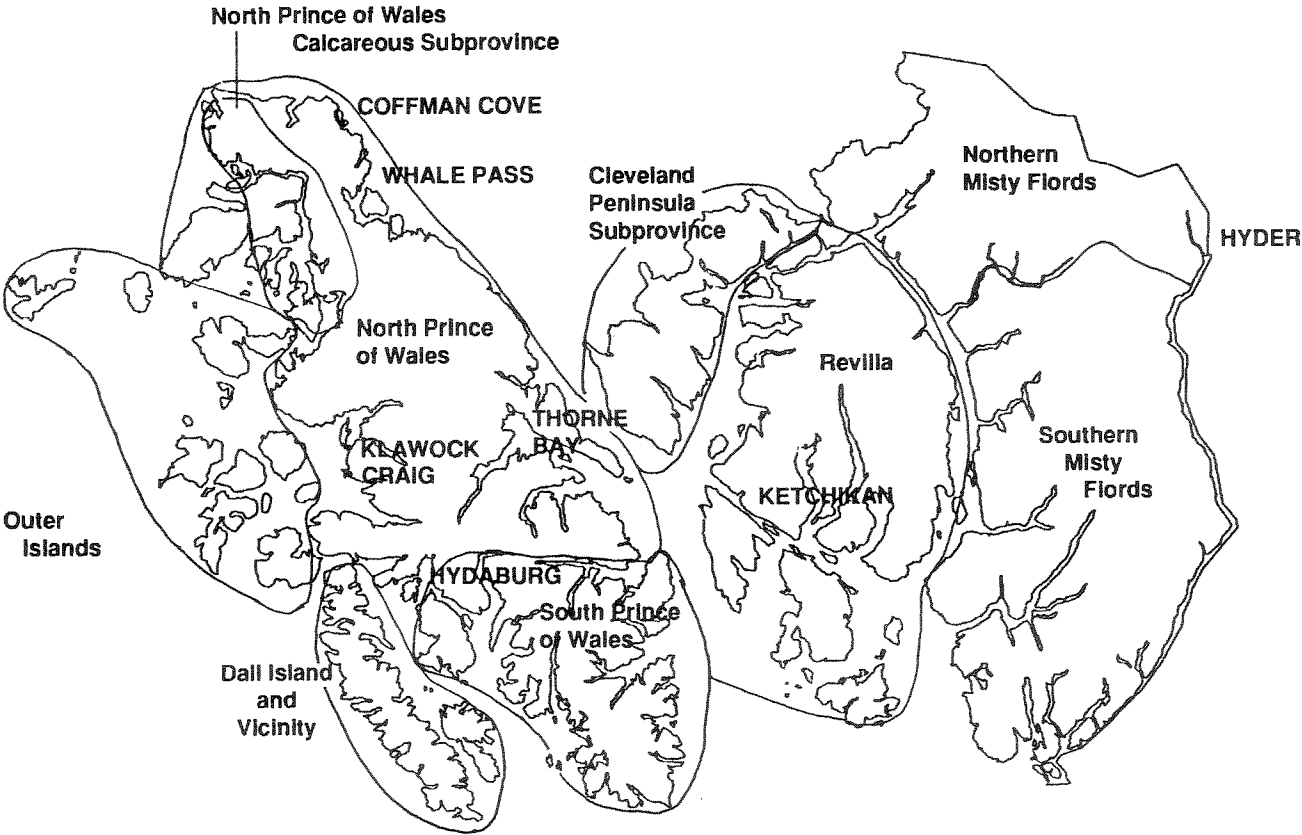 North Prince of Wales
Calcareous Subprovince
COFFMAN COVE
WHALE PASS
Cleveland
Peninsula
Subprovince
Northern
Misty Fiords
HYDER
North Prince
of Wales
Revilla
THORNE
BAY
KLAWOCK
CRAIG
Southern
Misty
Fiords
KETCHIKAN
Outer
Islands
HYDABURG
South Prince
of Wales
Dall Island
and
Vicinity